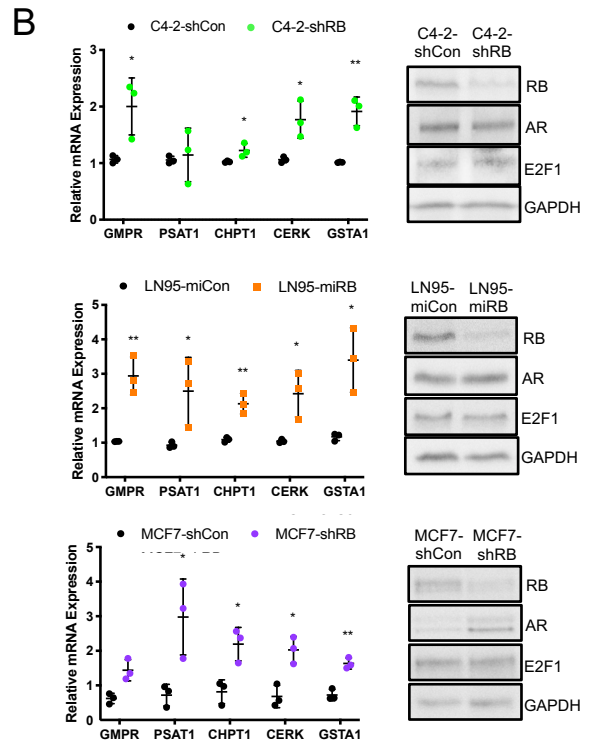 B
C4-2-shCon C4-2-shRB
Relative mRNA Expression
3
2
1
0
* * * **
GMPR PSAT1 CHPT1 CERK GSTA1
C4-2-
shCon
C4-2-
shRB
RB
AR
E2F1
GAPDH
LN95-miCon LN95-miRB
Relative mRNA Expression
5
4
3
2
1
0
** * ** * *
GMPR PSAT1 CHPT1 CERK GSTA1
LN95-
miCon
LN95-
miRB
RB
AR
E2F1
GAPDH
MCF7-shCon MCF7-shRB
Relative mRNA Expression
5
4
3
2
1
0
* * * **
GMPR PSAT1 CHPT1 CERK GSTA1
MCF7-
shCon
MCF7-
shRB
RB
AR
E2F1
GAPDH